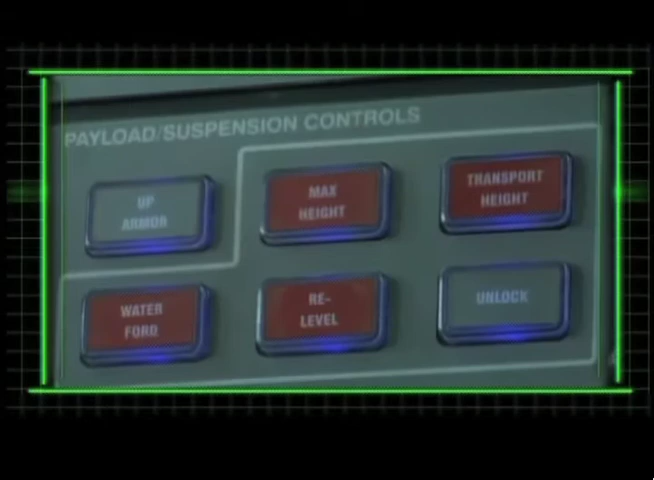 PAYLOAD/SUSPENSION CONTROLS
UP
ARMOR
MAX
HEIGHT
TRANSPORT
HEIGHT
WATER
FORD
RE-
LEVEL
UNLOCK